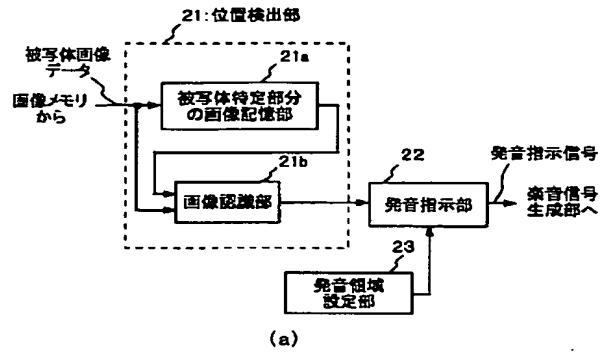 21:位置検出部
被写体画像
データ
画像メモリ
から
21a
被写体特定部分
の画像記憶部
21b
画像認識部
22
発音指示部
発音指示信号
楽音信号
生成部へ
23
発音領域
設定部
(a)